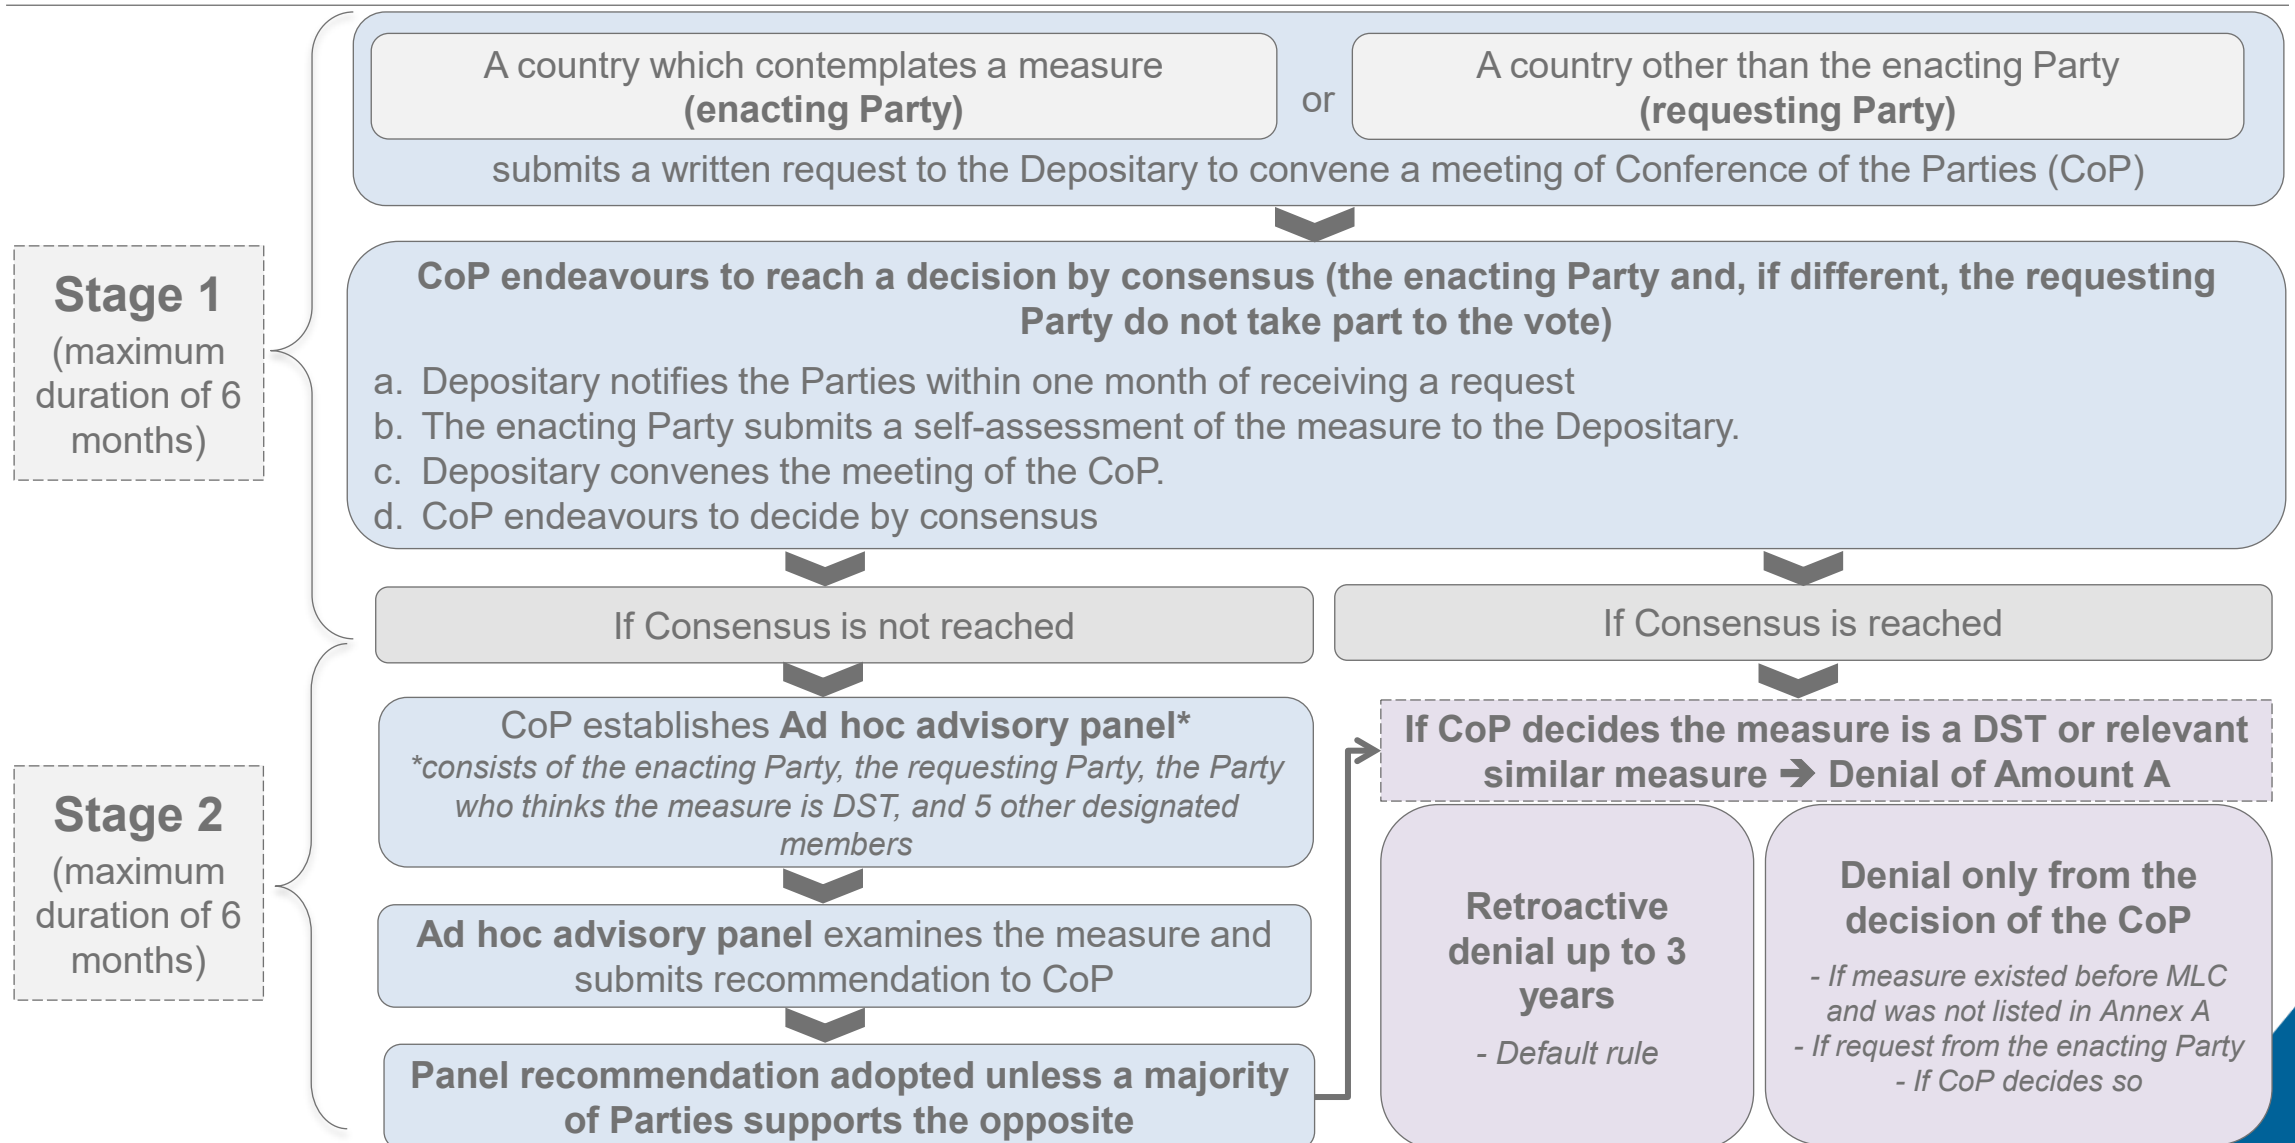 A country which contemplates a measure
(enacting Party)
or
A country other than the enacting Party
(requesting Party)
submits a written request to the Depositary to convene a meeting of Conference of the Parties (CoP)
Stage 1
(maximum
duration of 6
months)
CoP endeavours to reach a decision by consensus (the enacting Party and, if different, the requesting
Party do not take part to the vote)
a. Depositary notifies the Parties within one month of receiving a request
b. The enacting Party submits a self-assessment of the measure to the Depositary.
c. Depositary convenes the meeting of the CoP.
d. CoP endeavours to decide by consensus
If Consensus is not reached
If Consensus is reached
Stage 2
(maximum
duration of 6
months)
CoP establishes Ad hoc advisory panel*
*consists of the enacting Party, the requesting Party, the Party
who thinks the measure is DST, and 5 other designated
members
Ad hoc advisory panel examines the measure and
submits recommendation to CoP
Panel recommendation adopted unless a majority
of Parties supports the opposite
If CoP decides the measure is a DST or relevant
similar measure ➔ Denial of Amount A
Retroactive
denial up to 3
years
- Default rule
Denial only from the
decision of the CoP
- If measure existed before MLC
and was not listed in Annex A
- If request from the enacting Party
- If CoP decides so